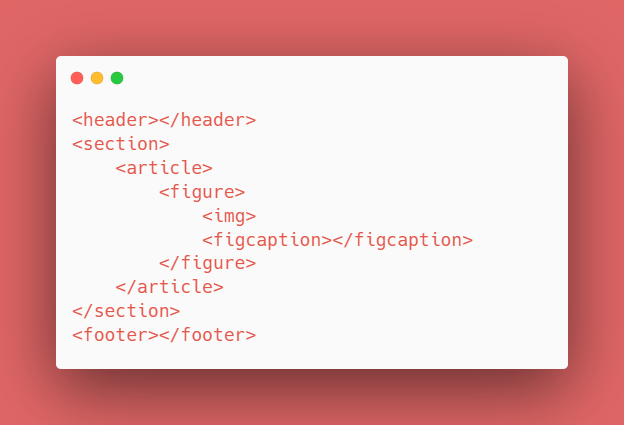 <header></header>
<section>
    <article>
        <figure>
            <img>
            <figcaption></figcaption>
        </figure>
    </article>
</section>
<footer></footer>